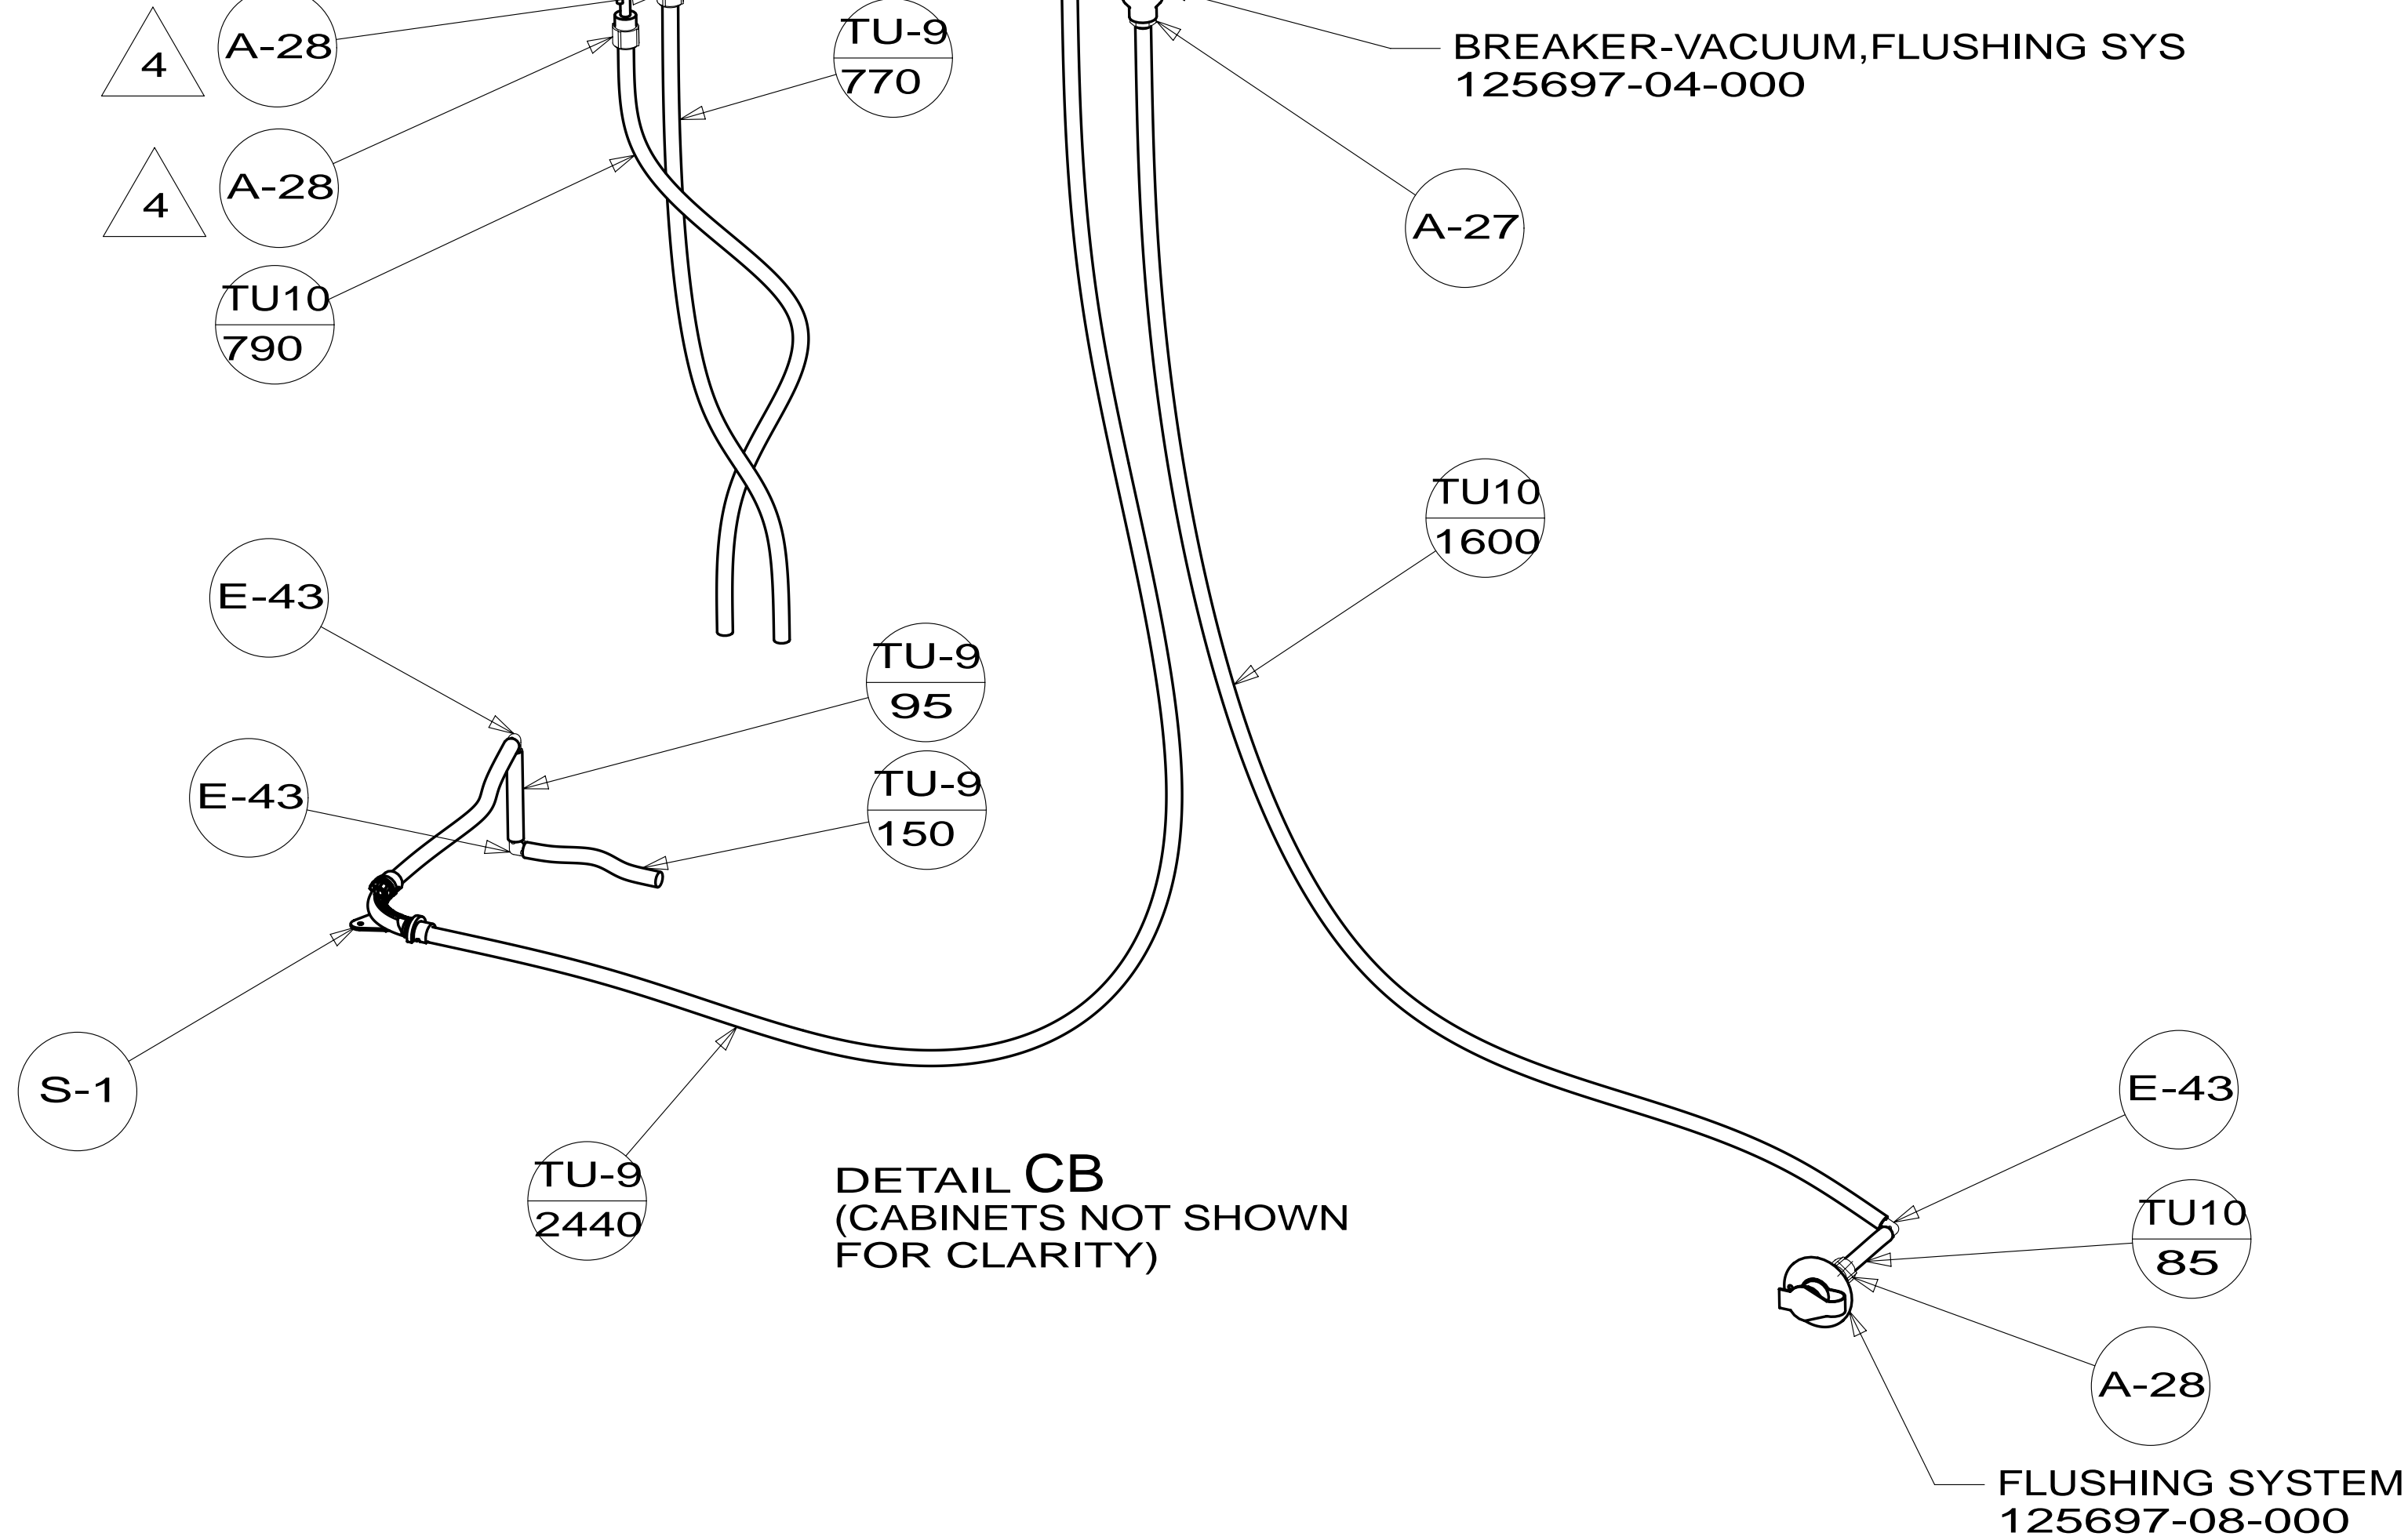 4
A-28
TU-9
770
BREAKER-VACUUM,FLUSHING SYS
125697-04-000
4
A-28
A-27
TU10
790
TU10
1600
E-43
TU-9
95
E-43
TU-9
150
S-1
TU-9
2440
DETAIL CB
(CABINETS NOT SHOWN
FOR CLARITY)
E-43
TU10
85
A-28
FLUSHING SYSTEM
125697-08-000